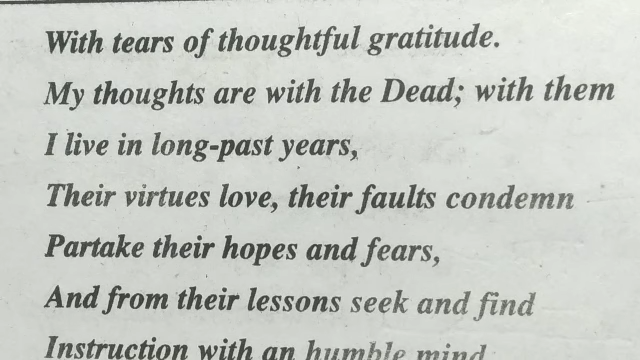 With tears of thoughtful gratitude.
My thoughts are with the Dead; with them
I live in long-past years,
Their virtues love, their faults condemn
Partake their hopes and fears,
And from their lessons seek and find
Instruction with an humble mind